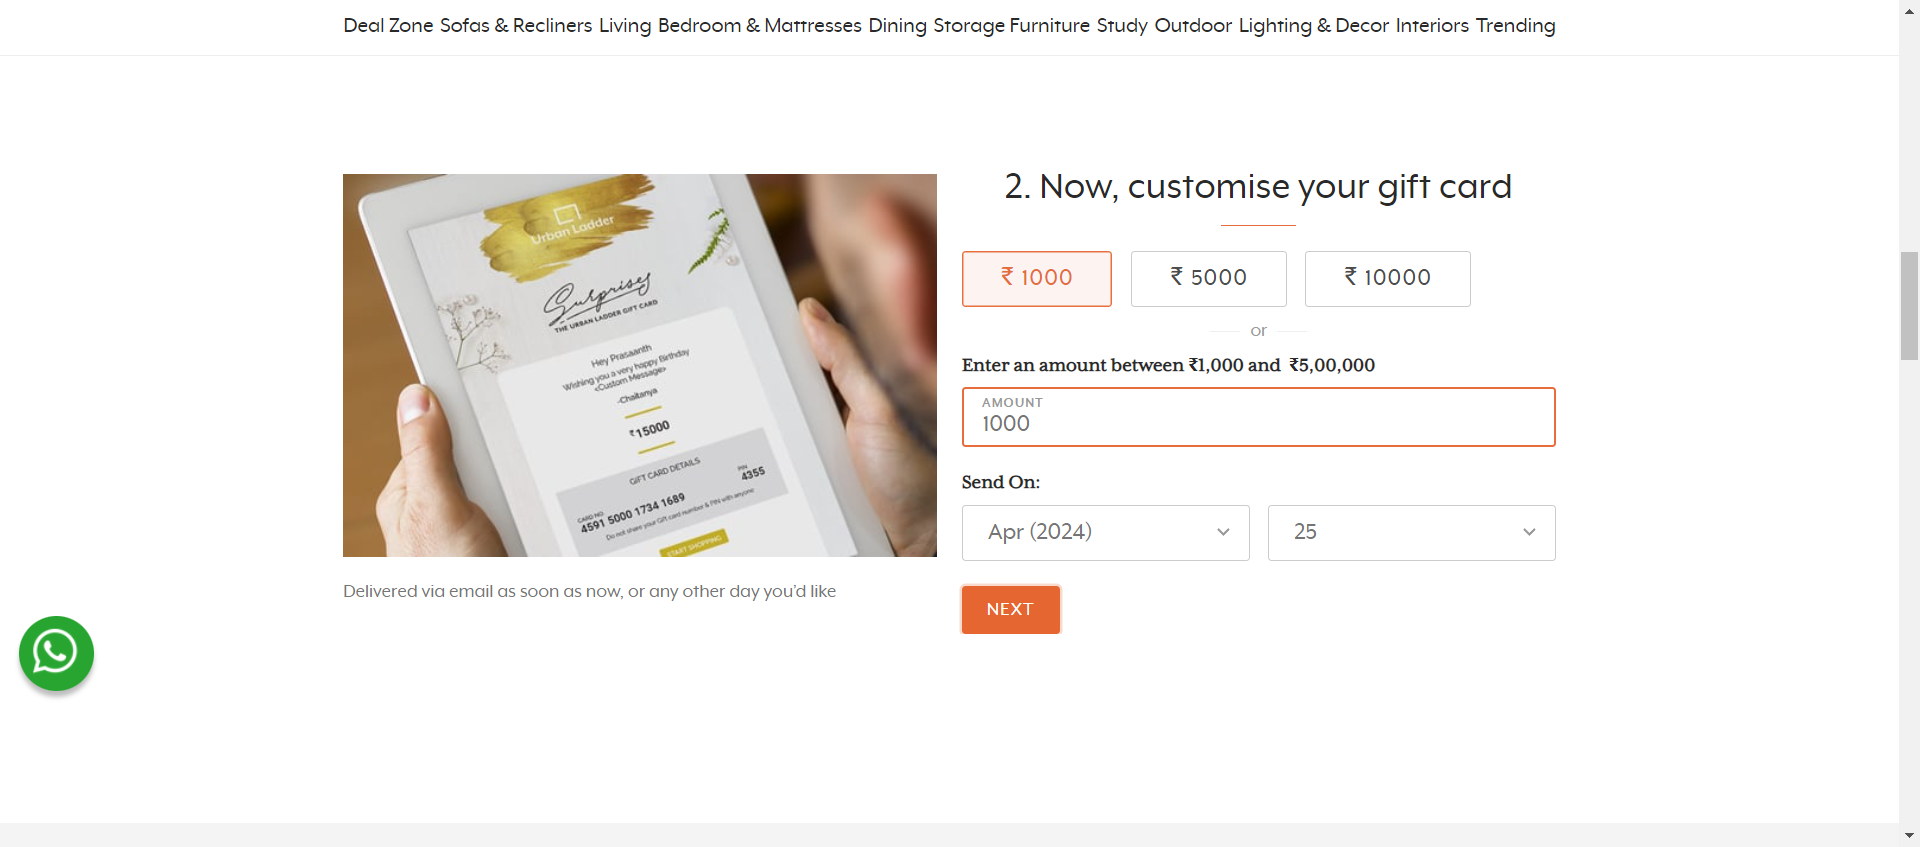 Deal Zone Sofas & Recliners Living Bedroom & Mattresses Dining Storage Furniture Study Outdoor Lighting & Decor Interiors Trending
Urban Ladder
Surprises
THE URBAN LADDER GIFT CARD
Hey Prasaanth
Wishing you a very happy Birthday
<Custom Message>
-Chaitanya
₹15000
GIFT CARD DETAILS
CARD NO.
PIN
4591 5000 1734 1689
4355
Do not share your Gift card number & PIN with anyone
START SHOPPING
Delivered via email as soon as now, or any other day you’d like
2. Now, customise your gift card
₹ 1000
₹ 5000
₹ 10000
or
Enter an amount between ₹1,000 and ₹5,00,000
AMOUNT
1000
Send On:
Apr (2024)
25
NEXT